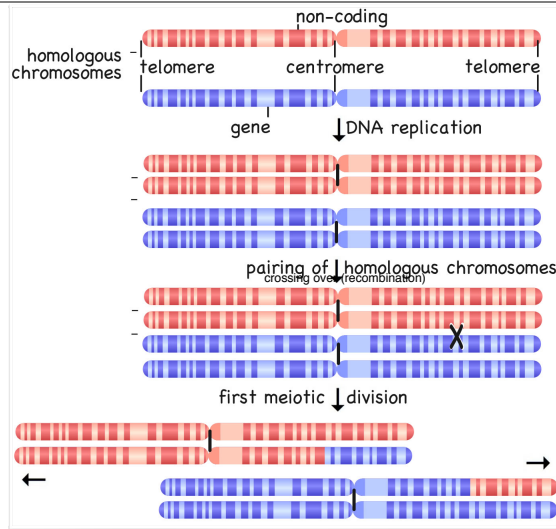 non-coding
homologous
chromosomes
telomere centromere telomere
gene
DNA replication
pairing of homologous chromosomes
crossing over (recombination)
first meiotic division